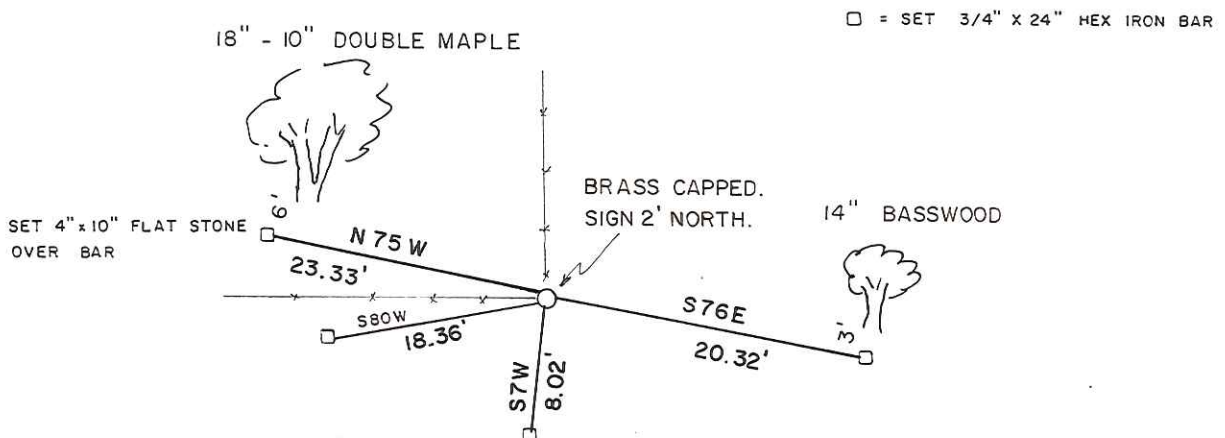 □ = SET 3/4" X 24" HEX IRON BAR
18" - 10" DOUBLE MAPLE
BRASS CAPPED.
SIGN 2' NORTH.
14" BASSWOOD
SET 4" x 10" FLAT STONE
OVER BAR
6'
N 75 W
23.33'
S80W
18.36'
S76E
20.32'
3'
S7W
8.02'